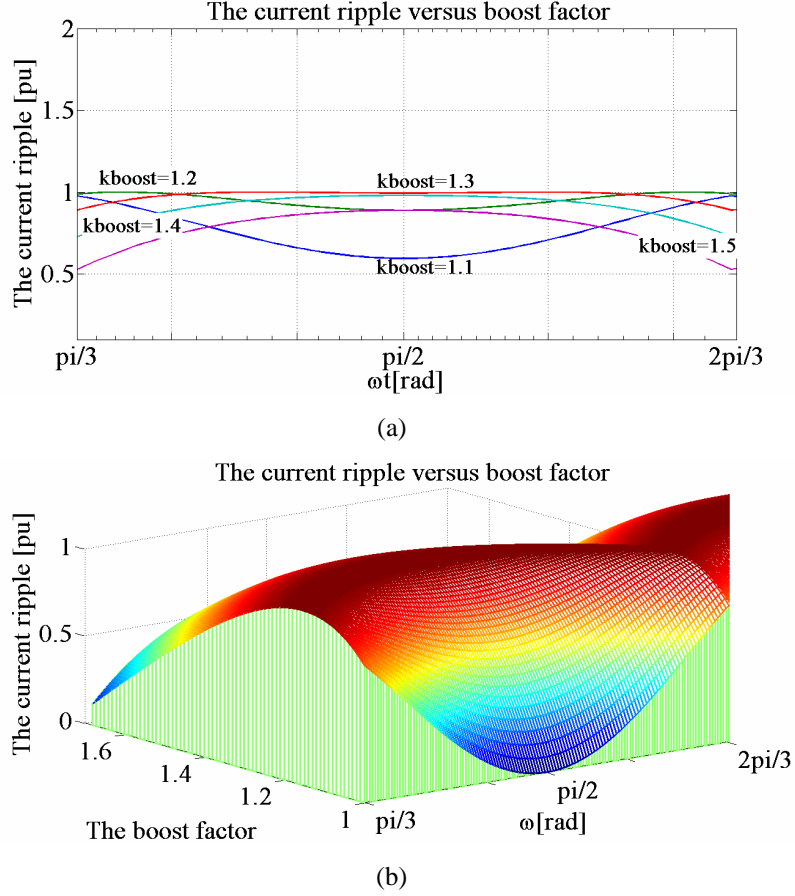 The current ripple versus boost factor
The current ripple [pu]
2
1.5
1
0.5
kboost=1.2
kboost=1.3
kboost=1.4
kboost=1.5
kboost=1.1
pi/3
pi/2
2pi/3
ωt[rad]
(a)
The current ripple versus boost factor
The current ripple [pu]
1
0.5
0
1.6
1.4
1.2
1
The boost factor
pi/3
pi/2
2pi/3
ω[rad]
(b)